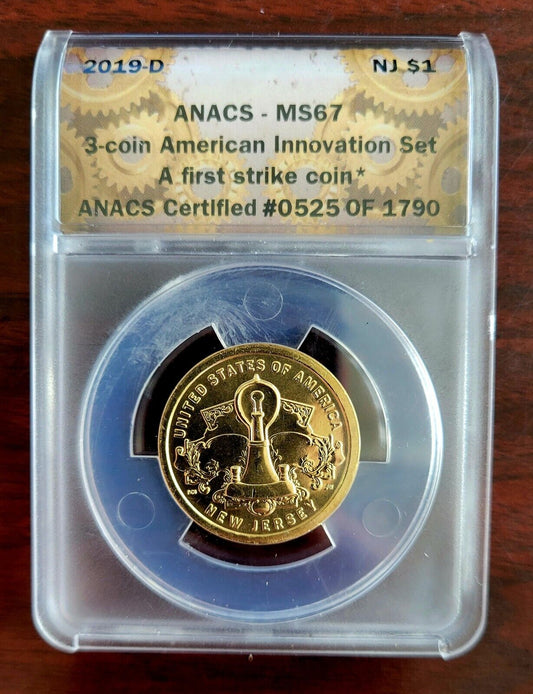 2019-D NJ $1
ANACS - MS67
3-coin American Innovation Set
A first strike coin*
ANACS Certified #0525 OF 1790
UNITED STATES OF AMERICA
NEW JERSEY